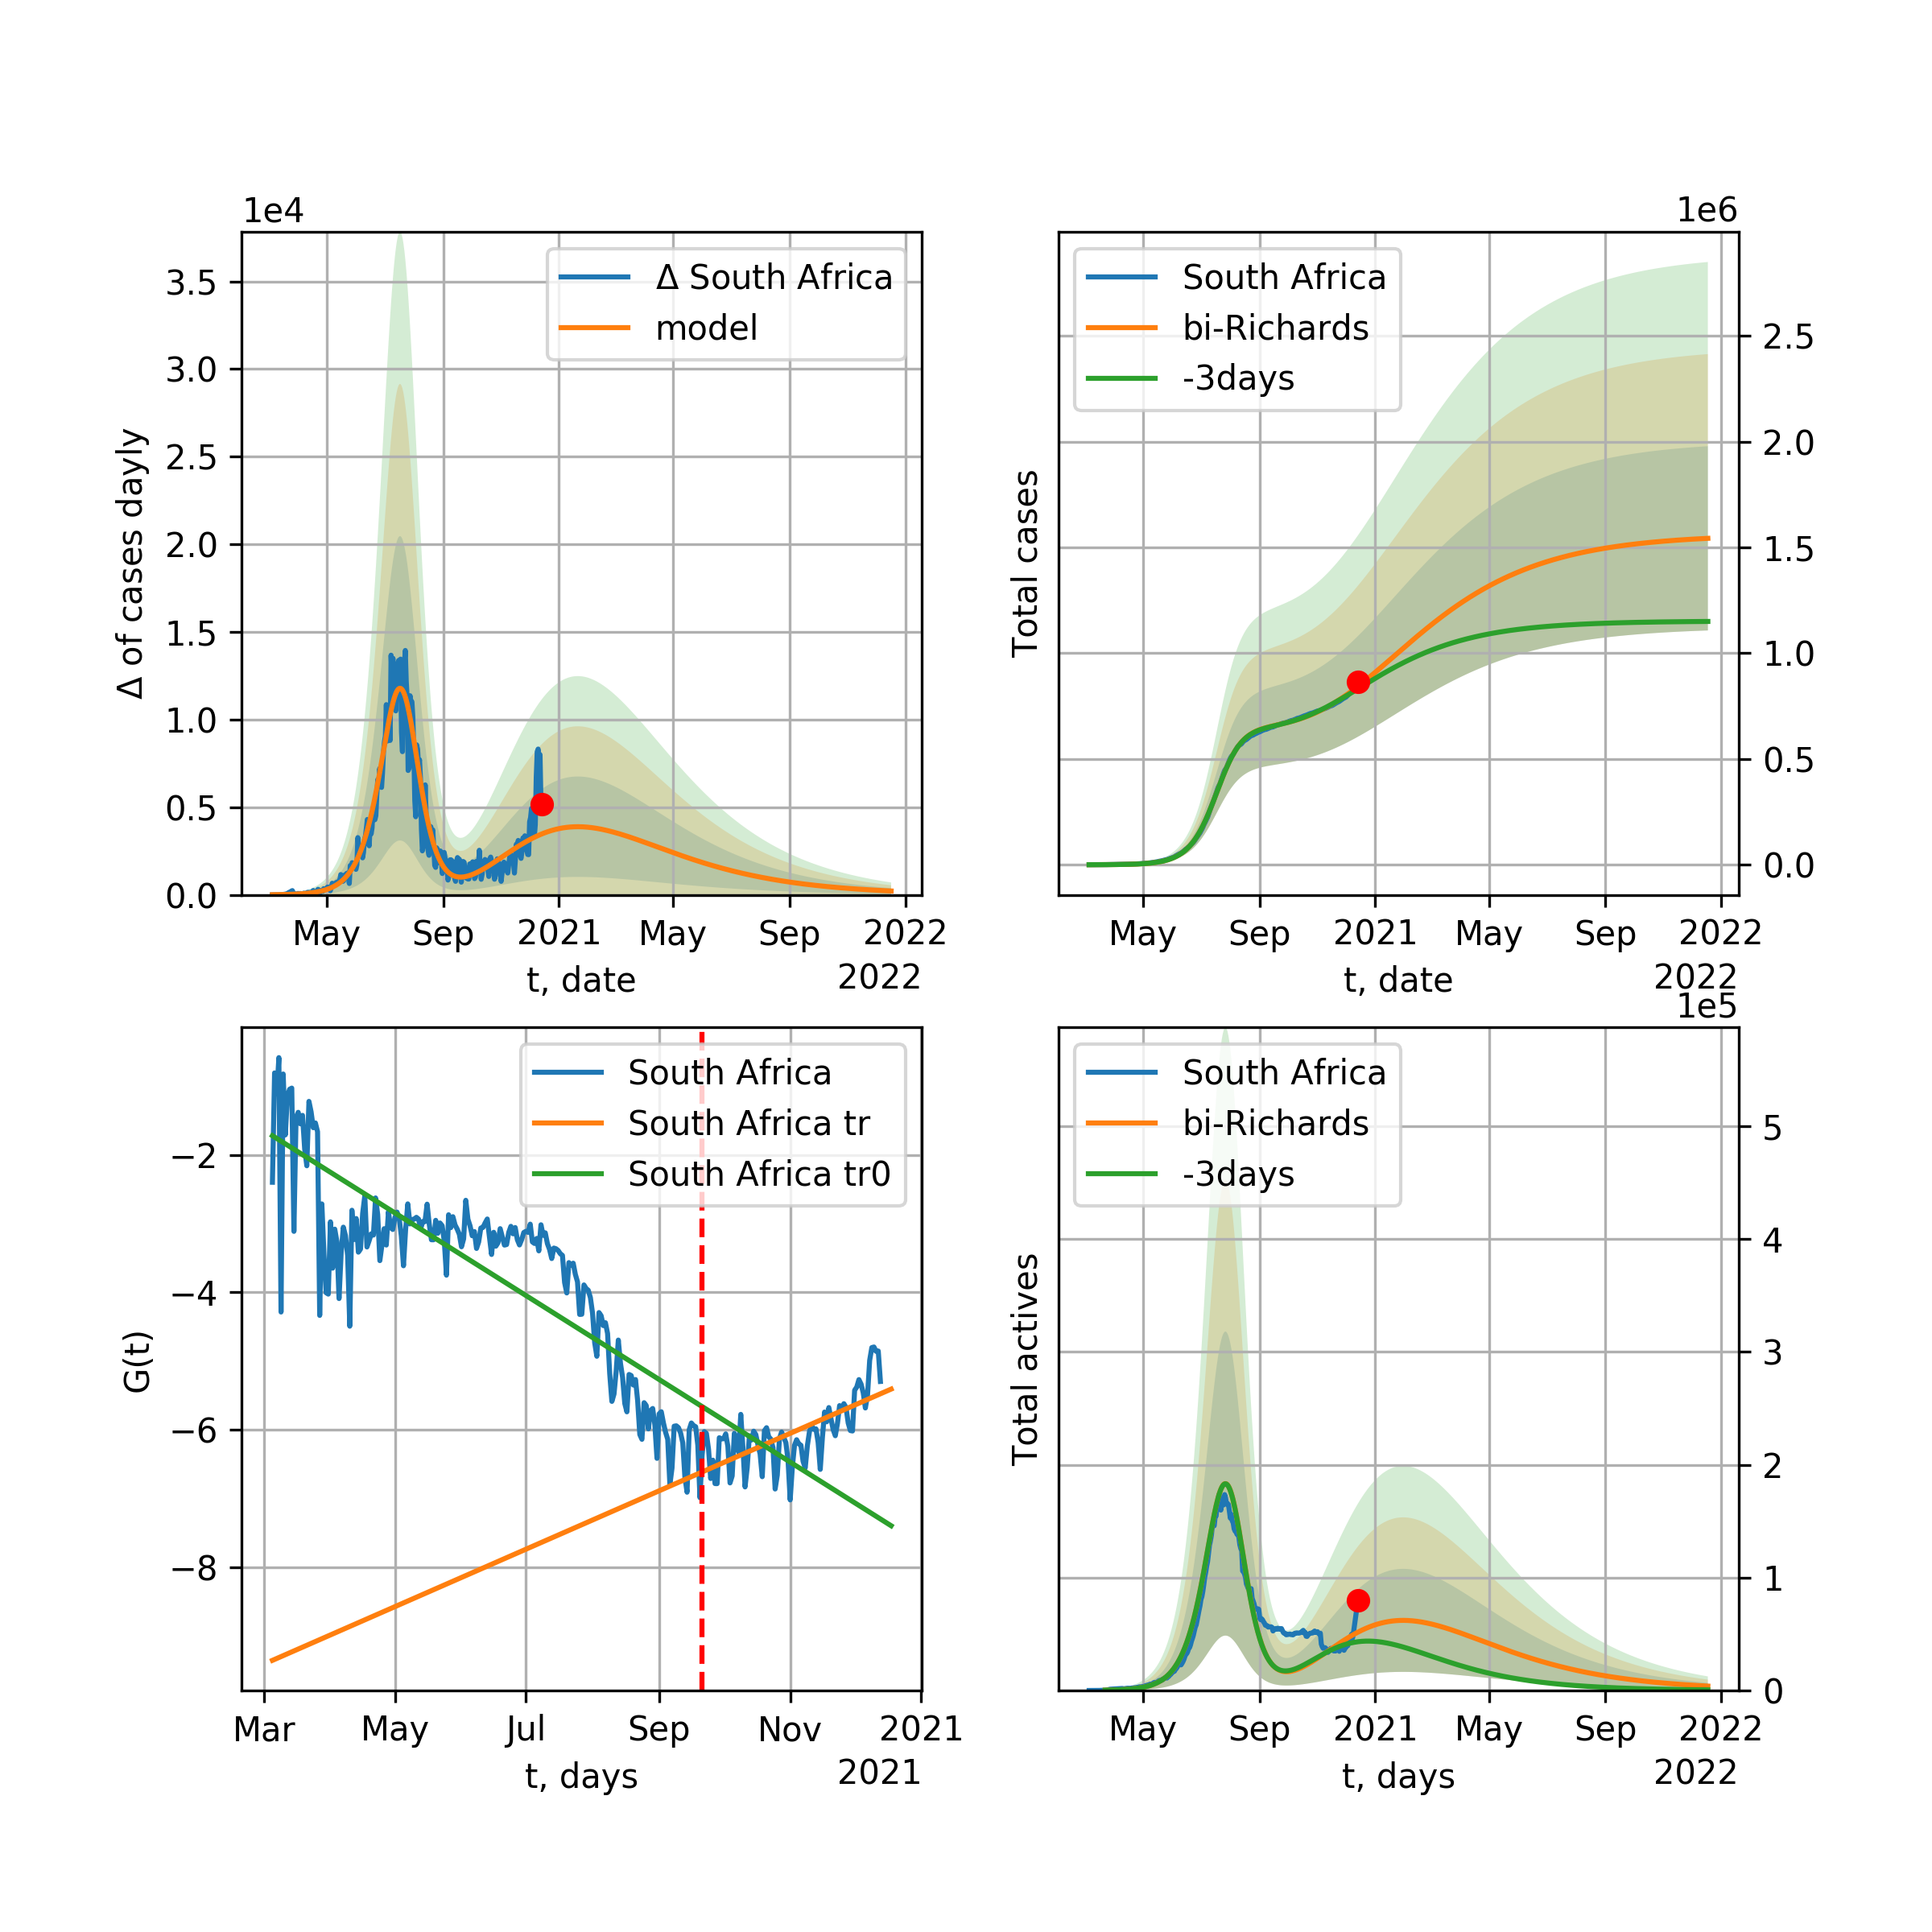 1e4
3.5
3.0
2.5
2.0
1.5
1.0
0.5
0.0
Δ of cases dayly
Δ South Africa
model
May Sep 2021 May Sep 2022
t, date
2022
1e6
Total cases
South Africa
bi-Richards
-3days
2.5
2.0
1.5
1.0
0.5
0.0
May Sep 2021 May Sep 2022
t, date
2022
−2
−4
−6
−8
G(t)
South Africa
South Africa tr
South Africa tr0
Mar May Jul Sep Nov 2021
t, days
2021
1e5
Total actives
South Africa
bi-Richards
-3days
5
4
3
2
1
0
May Sep 2021 May Sep 2022
t, days
2022